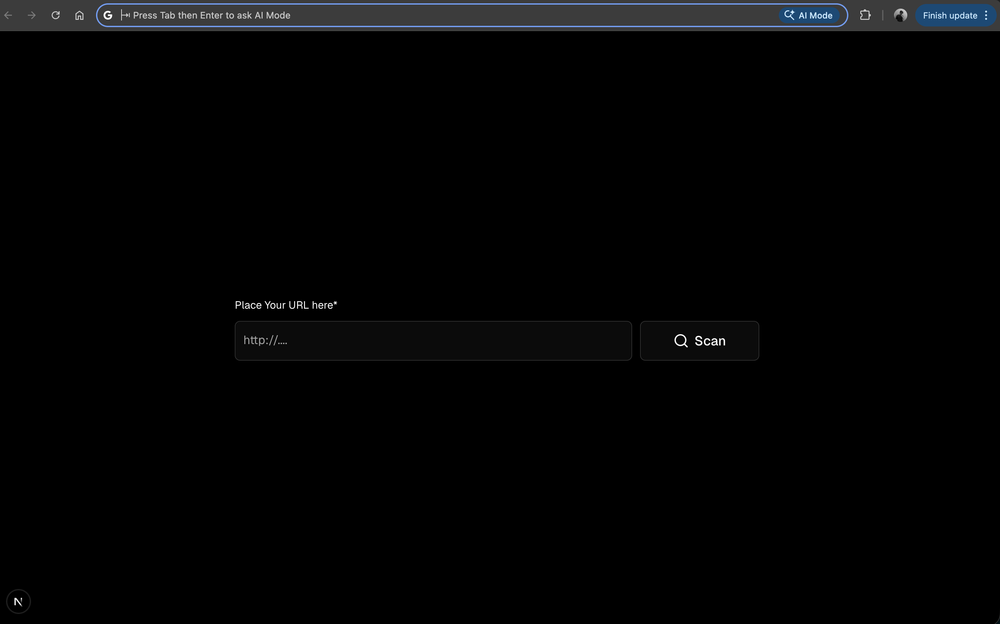 G Press Tab then Enter to ask AI Mode AI Mode Finish update
Place Your URL here*
http://....
Scan
N